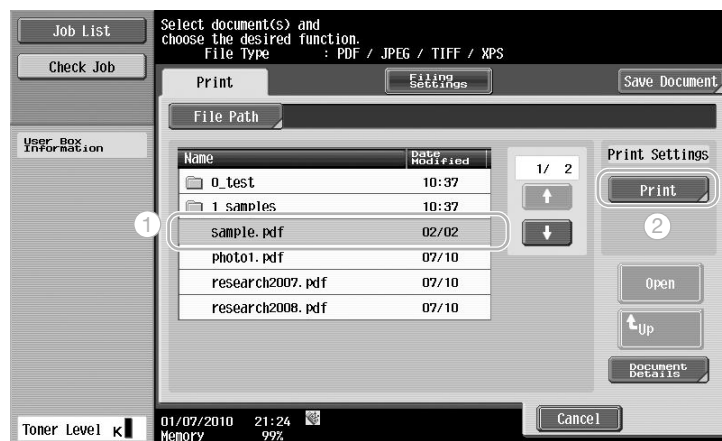 Job List
Check Job
User Box
Information
Toner Level K
Select document(s) and
choose the desired function.
File Type : PDF / JPEG / TIFF / XPS
Print
Filing
Settings
Save Document
File Path
Name Date
Modified
0_test 10:37
1_samples 10:37
1 sample.pdf 02/02
photo1.pdf 07/10
research2007.pdf 07/10
research2008.pdf 07/10
1/ 2
Print Settings
Print
2
Open
Up
Document
Details
Cancel
01/07/2010 21:24
Memory 99%